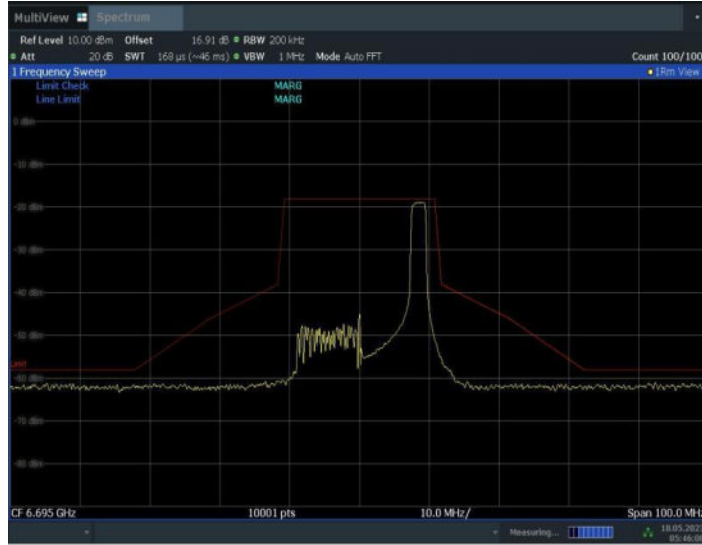 MultiView Spectrum
Ref Level 10.00 dBm Offset 16.91 dB RBW 200 kHz
Att 20 dB SWT 168 µs (~46 ms) VBW 1 MHz Mode Auto FFT Count 100/100
1 Frequency Sweep 1Rm View
Limit Check MARG
Line Limit MARG
0 dBm
-10 dBm
-20 dBm
-30 dBm
-40 dBm
-50 dBm
-60 dBm
-70 dBm
-80 dBm
CF 6.695 GHz 10001 pts 10.0 MHz/ Span 100.0 MHz
Measuring...